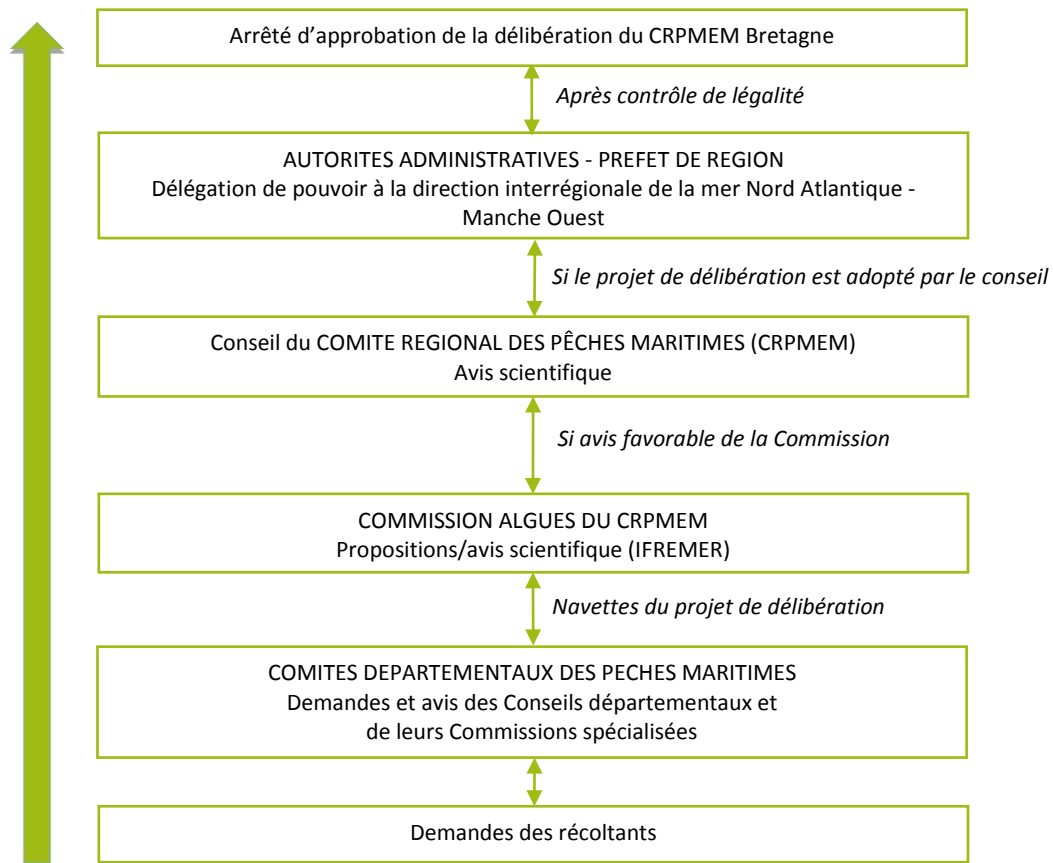 Arrêté d’approbation de la délibération du CRPMEM Bretagne
Après contrôle de légalité
AUTORITES ADMINISTRATIVES - PREFET DE REGION
Délégation de pouvoir à la direction interrégionale de la mer Nord Atlantique -
Manche Ouest
Si le projet de délibération est adopté par le conseil
Conseil du COMITE REGIONAL DES PÊCHES MARITIMES (CRPMEM)
Avis scientifique
Si avis favorable de la Commission
COMMISSION ALGUES DU CRPMEM
Propositions/avis scientifique (IFREMER)
Navettes du projet de délibération
COMITES DEPARTEMENTAUX DES PECHES MARITIMES
Demandes et avis des Conseils départementaux et
de leurs Commissions spécialisées
Demandes des récoltants